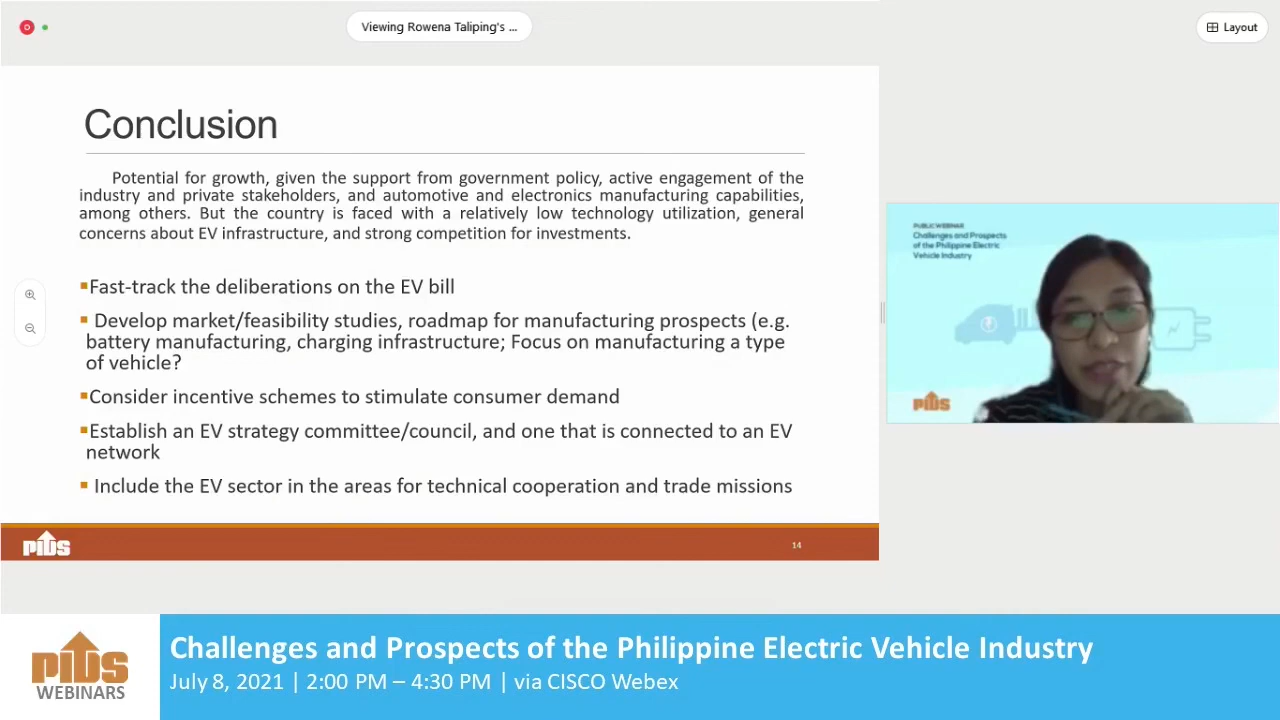 Viewing Rowena Taliping's ...
Layout
Conclusion
Potential for growth, given the support from government policy, active engagement of the
industry and private stakeholders, and automotive and electronics manufacturing capabilities,
among others. But the country is faced with a relatively low technology utilization, general
concerns about EV infrastructure, and strong competition for investments.
▪Fast-track the deliberations on the EV bill
▪ Develop market/feasibility studies, roadmap for manufacturing prospects (e.g.
battery manufacturing, charging infrastructure; Focus on manufacturing a type
of vehicle?
▪Consider incentive schemes to stimulate consumer demand
▪Establish an EV strategy committee/council, and one that is connected to an EV
network
▪ Include the EV sector in the areas for technical cooperation and trade missions
PIDS
14
PUBLIC WEBINAR
Challenges and Prospects
of the Philippine Electric
Vehicle Industry
PIDS
PIDS
WEBINARS
Challenges and Prospects of the Philippine Electric Vehicle Industry
July 8, 2021 | 2:00 PM – 4:30 PM | via CISCO Webex